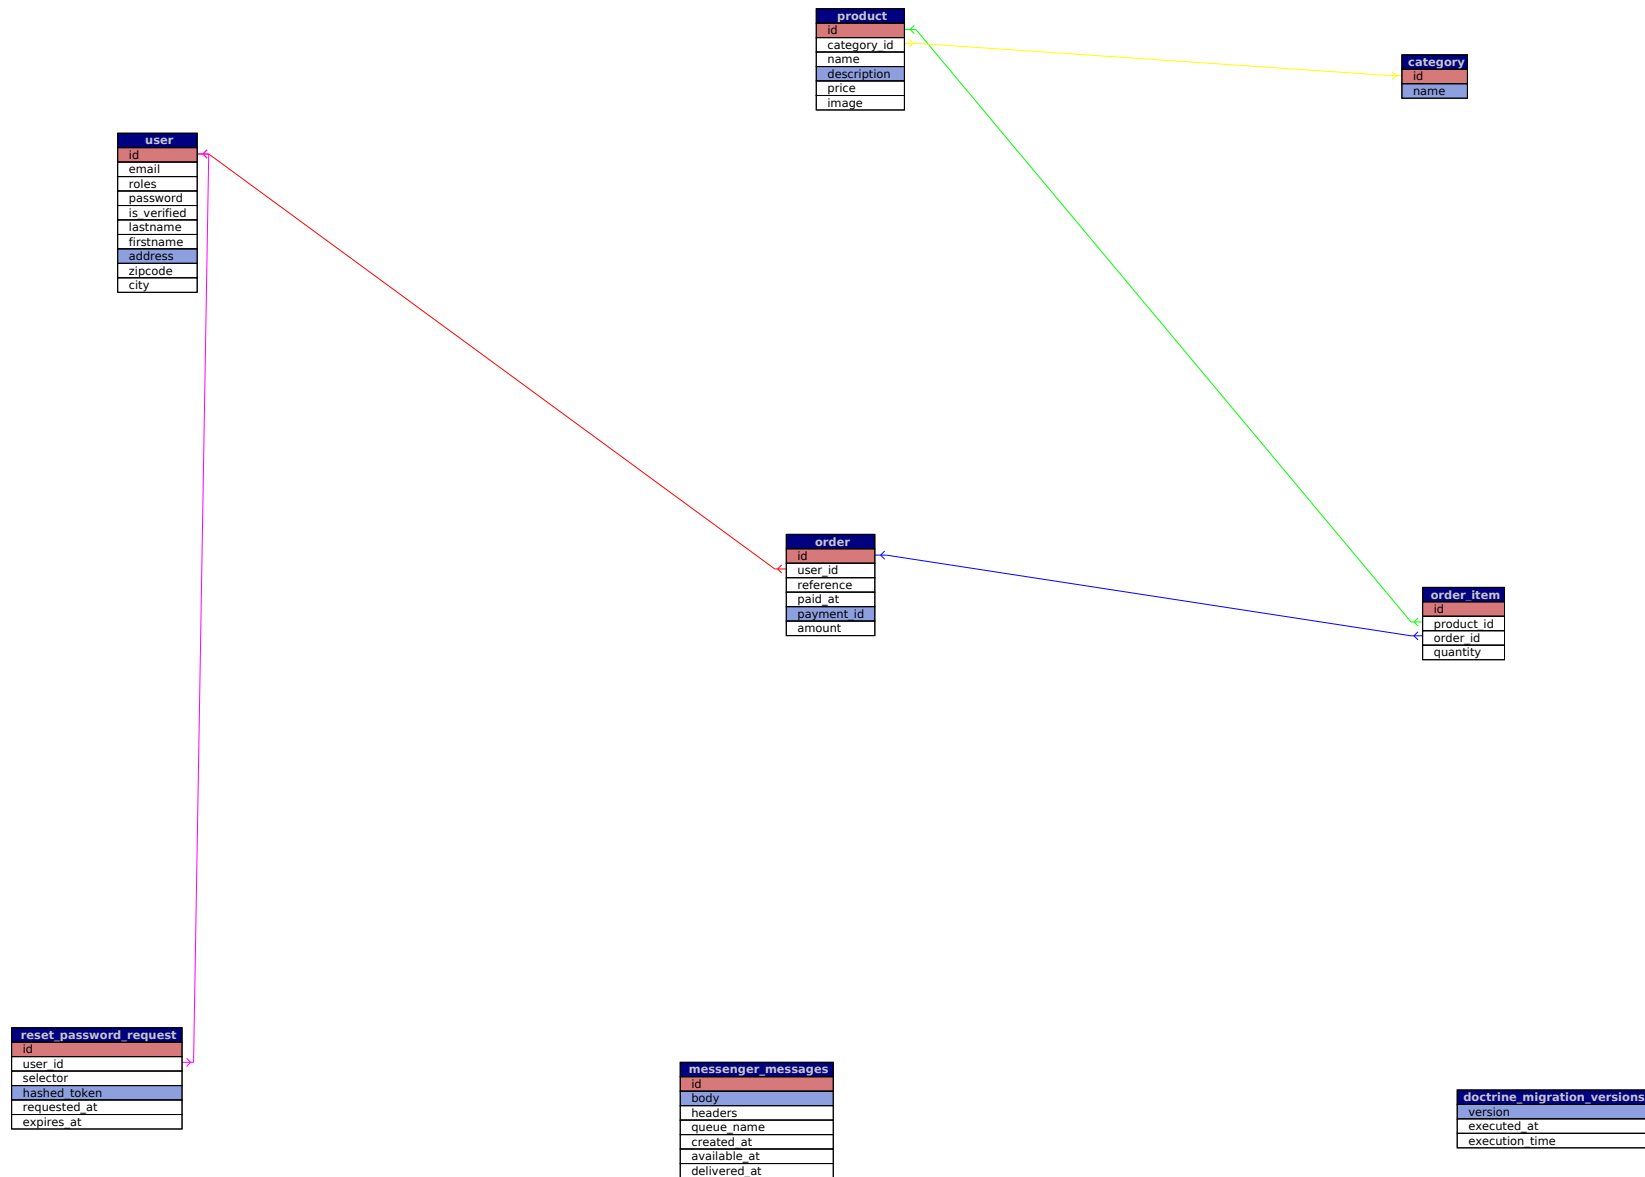 product
id
category_id
name
description
price
image
category
id
name
user
id
email
roles
password
is_verified
lastname
firstname
address
zipcode
city
order
id
user_id
reference
paid_at
payment_id
amount
order_item
id
product_id
order_id
quantity
reset_password_request
id
user_id
selector
hashed_token
requested_at
expires_at
messenger_messages
id
body
headers
queue_name
created_at
available_at
delivered_at
doctrine_migration_versions
version
executed_at
execution_time